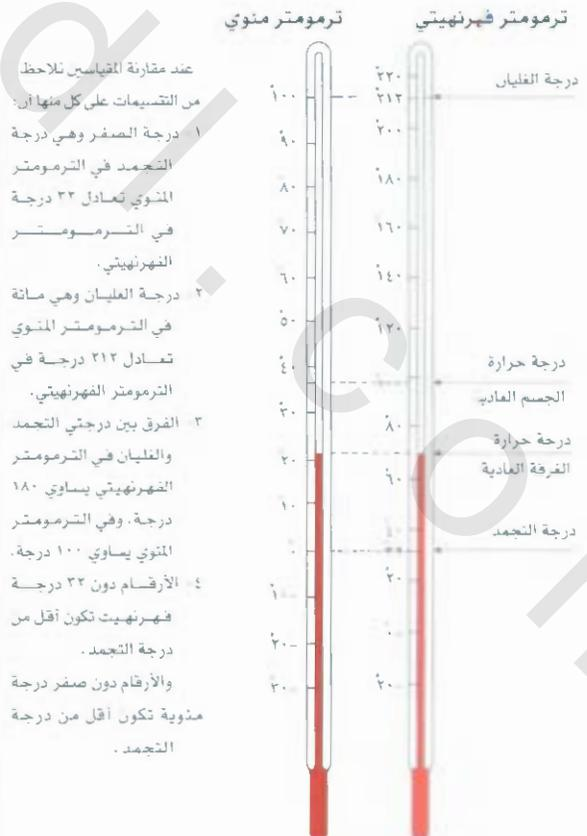 ترمومتر فهرنهيتي
ترمومتر مئوي
درجة الغليان
درجة حرارة
الجسم العادية
درجة حرارة
الغرفة العادية
درجة التجمد
٢٢٠
٢١٢
٢٠٠
١٨٠
١٦٠
١٤٠
١٢٠
٨٠
٦٠
٢٠
٠
٢٠-
١٠٠
٩٠
٨٠
٧٠
٦٠
٥٠
٤٠
٣٠
٢٠
١٠
٠
١٠-
٢٠-
٣٠-
عند مقارنة المقياسين نلاحظ
من التقسيمات على كل منها أن:
١ درجة الصفر وهي درجة
التجمد في الترمومتر
المئوي تعادل ٣٢ درجة
في الترمومتر
الفهرنهيتي.
٢ درجة الغليان وهي مائة
في الترمومتر المئوي
تعادل ٢١٢ درجة في
الترمومتر الفهرنهيتي.
٣ الفرق بين درجتي التجمد
والغليان في الترمومتر
الفهرنهيتي يساوي ١٨٠
درجة. وفي الترمومتر
المئوي يساوي ١٠٠ درجة.
٤ الأرقام دون ٣٢ درجة
فهرنهيت تكون أقل من
درجة التجمد.
والأرقام دون صفر درجة
مئوية تكون أقل من درجة
التجمد.